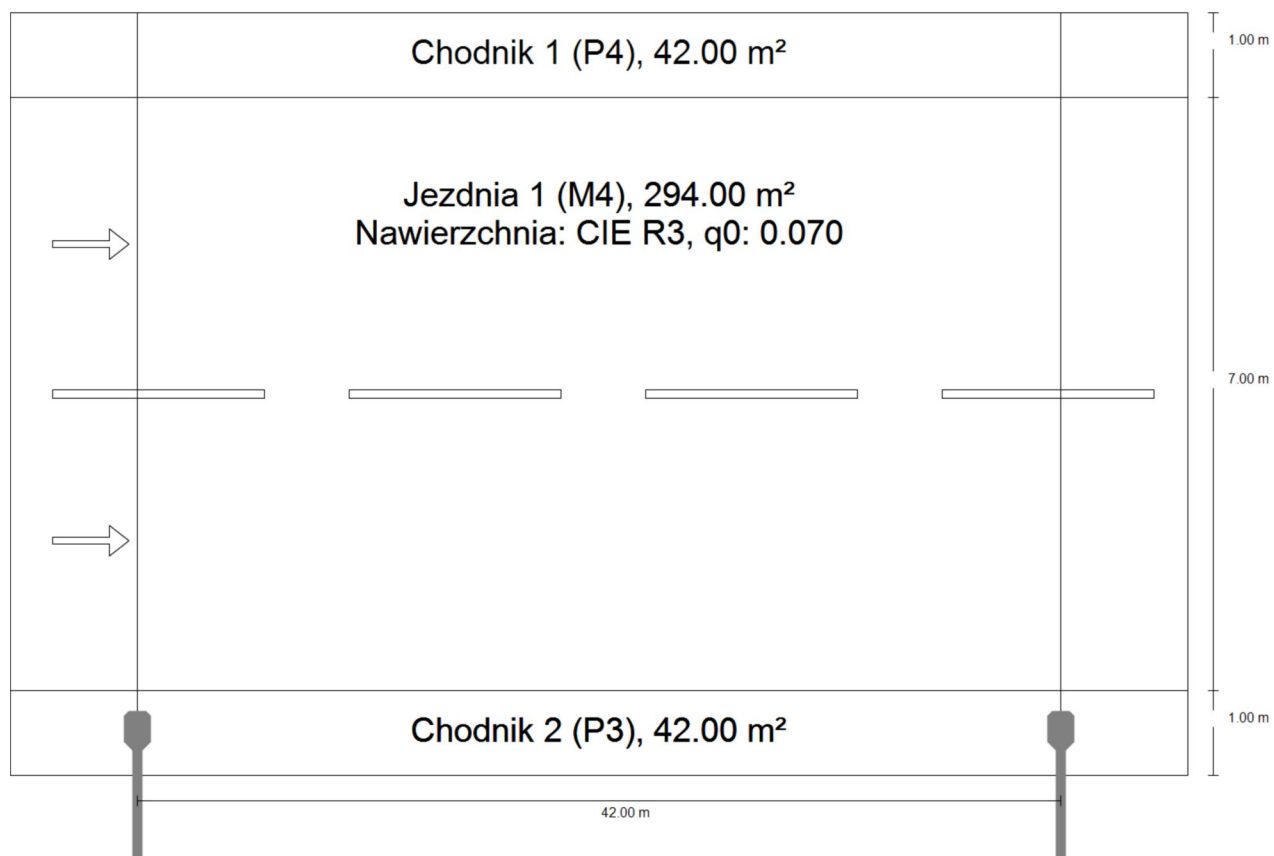 Chodnik 1 (P4), 42.00 m²
1.00 m
Jezdnia 1 (M4), 294.00 m²
Nawierzchnia: CIE R3, q0: 0.070
7.00 m
Chodnik 2 (P3), 42.00 m²
1.00 m
42.00 m